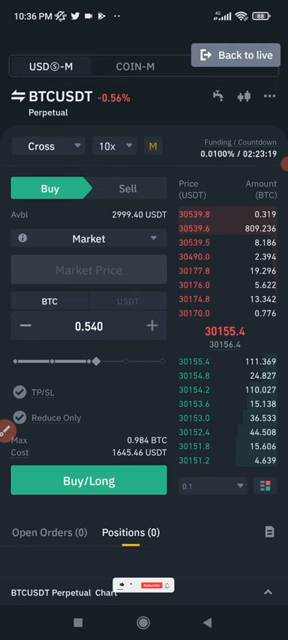 10:36 PM
88
Back to live
USDⓈ-M COIN-M
BTCUSDT -0.56%
Perpetual
Cross 10x M
Funding / Countdown
0.0100% / 02:23:19
Buy Sell
Avbl 2999.40 USDT
Market
Market Price
BTC USDT
− 0.540 +
TP/SL
Reduce Only
Max 0.984 BTC
Cost 1645.46 USDT
Buy/Long
Price Amount
(USDT) (BTC)
30539.8 0.319
30539.6 809.236
30539.5 8.186
30490.0 2.394
30177.8 19.296
30176.0 5.622
30174.8 13.342
30170.0 0.776
30155.4
30156.4
30155.4 111.369
30154.8 24.827
30154.2 110.027
30153.6 15.138
30153.0 36.533
30152.4 44.508
30151.8 15.606
30151.2 4.639
0.1
Open Orders (0) Positions (0)
Subscribe
BTCUSDT Perpetual Chart